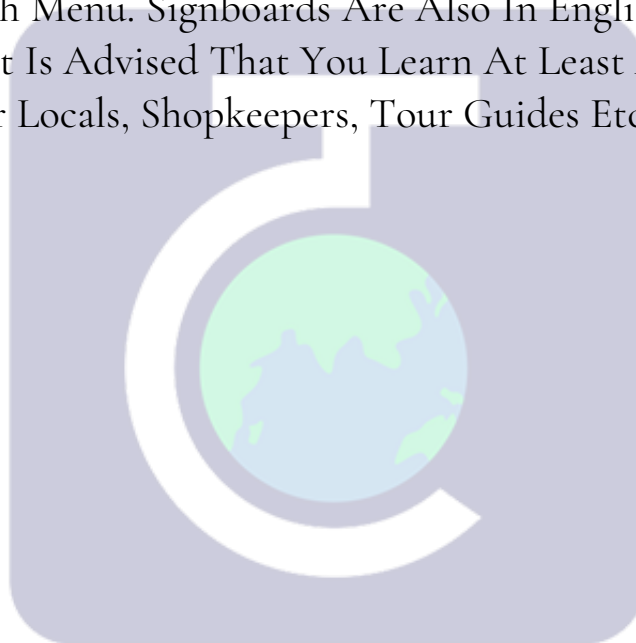 h Menu. Signboards Are Also In Engli
t Is Advised That You Learn At Least
r Locals, Shopkeepers, Tour Guides Etc